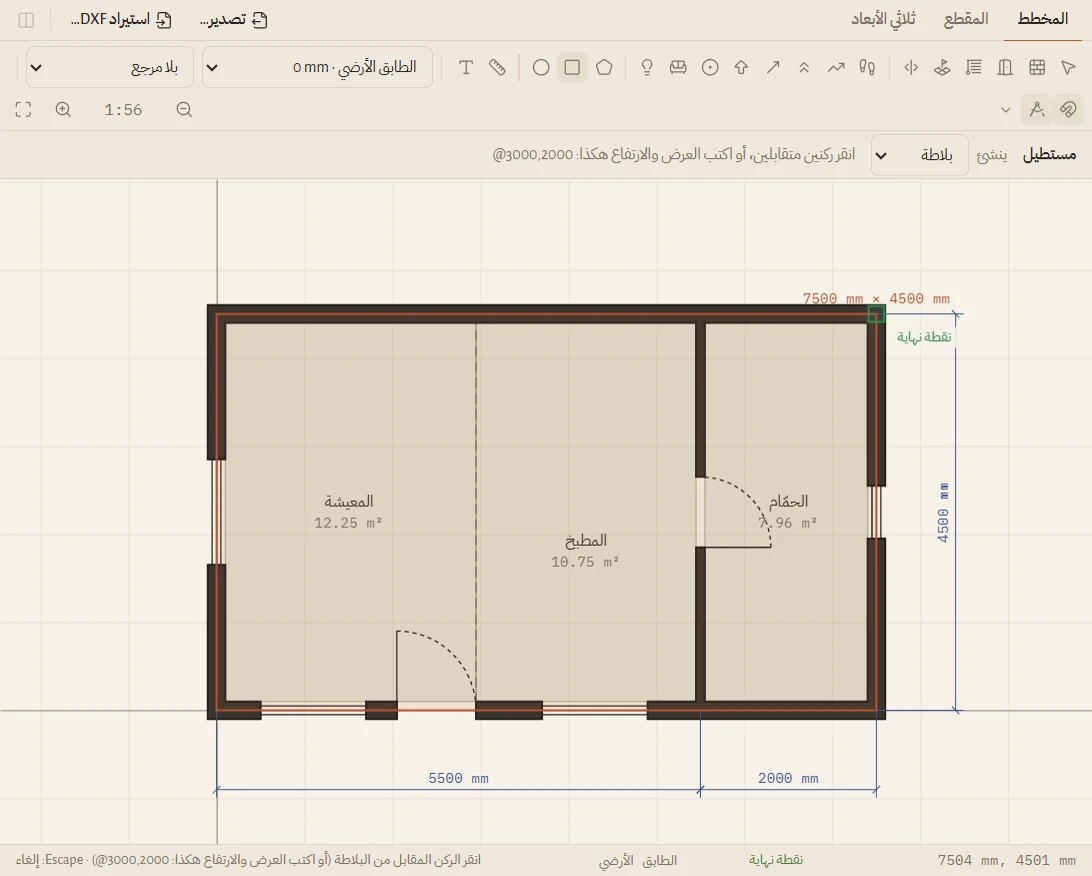 المخطط
المقطع
ثلاثي الأبعاد
تصدير...
استيراد DXF...
الطابق الأرضي · 0 mm
بلا مرجع
1:56
مستطيل
ينشئ
بلاطة
انقر ركنين متقابلين، أو اكتب العرض والارتفاع هكذا: @3000,2000
7500 mm × 4500 mm
نقطة نهاية
المعيشة
12.25 m²
المطبخ
10.75 m²
الحمّام
7.96 m²
4500 mm
5500 mm
2000 mm
7504 mm, 4501 mm
نقطة نهاية
الطابق الأرضي
انقر الركن المقابل من البلاطة (أو اكتب العرض والارتفاع هكذا: @3000,2000) · Escape: إلغاء